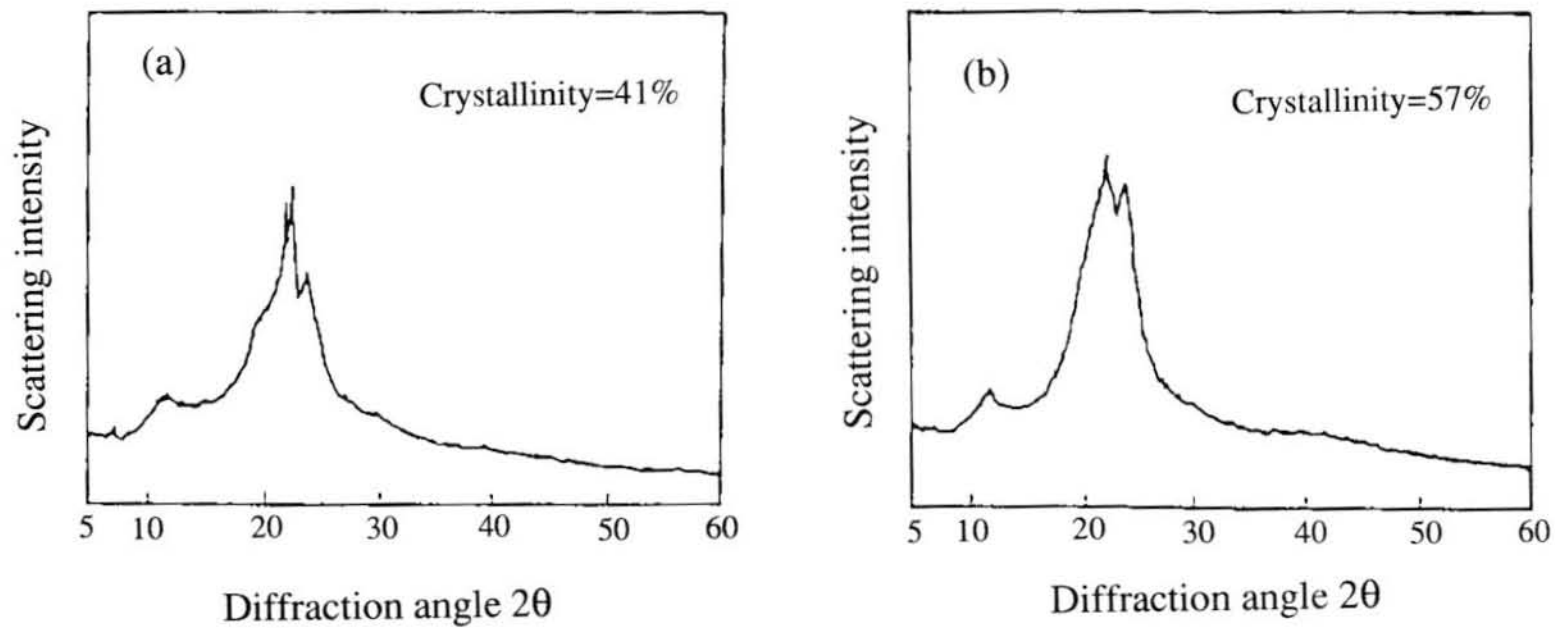 (a)
Crystallinity=41%
Scattering intensity
5 10 20 30 40 50 60
Diffraction angle 2θ
(b)
Crystallinity=57%
Scattering intensity
5 10 20 30 40 50 60
Diffraction angle 2θ